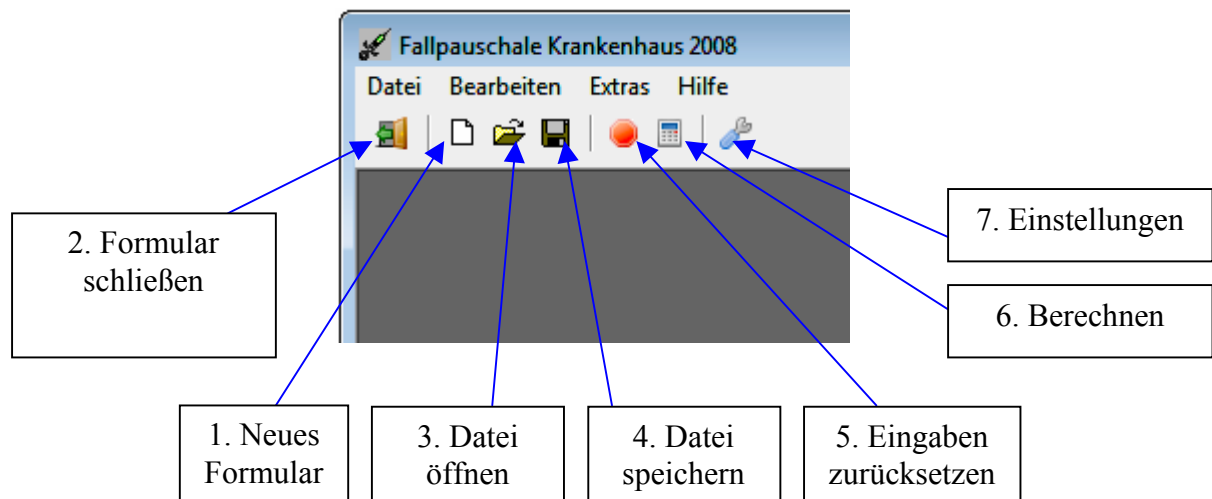 Fallpauschale Krankenhaus 2008
Datei Bearbeiten Extras Hilfe
2. Formular
schließen
7. Einstellungen
6. Berechnen
1. Neues
Formular
3. Datei
öffnen
4. Datei
speichern
5. Eingaben
zurücksetzen